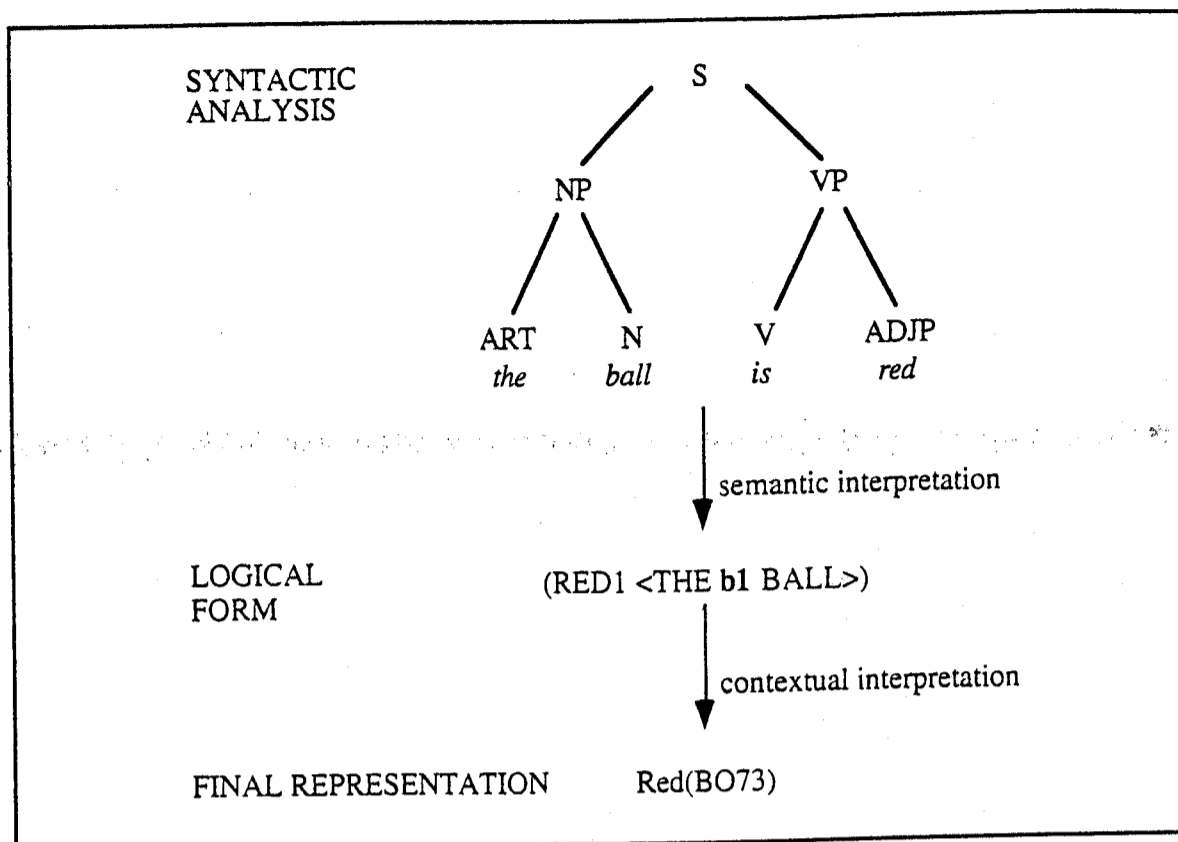 SYNTACTIC
ANALYSIS
S
NP VP
ART N V ADJP
the ball is red
semantic interpretation
LOGICAL
FORM
(RED1 <THE b1 BALL>)
contextual interpretation
FINAL REPRESENTATION Red(BO73)